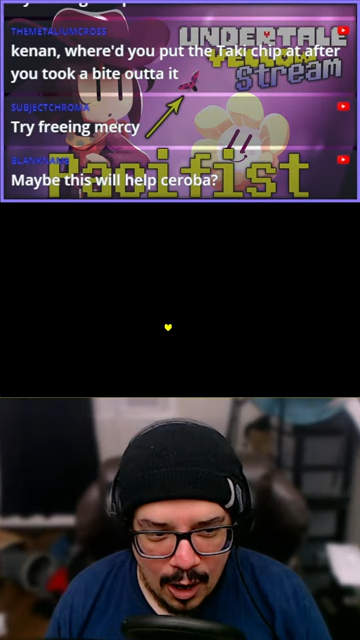 THEMETALIUMCROSS
kenan, where'd you put the Taki chip at after
you took a bite outta it
UNDERTALE
YELLOW
Stream
SUBJECTCHROMA
Try freeing mercy
Maybe this will help ceroba?
Pacifist